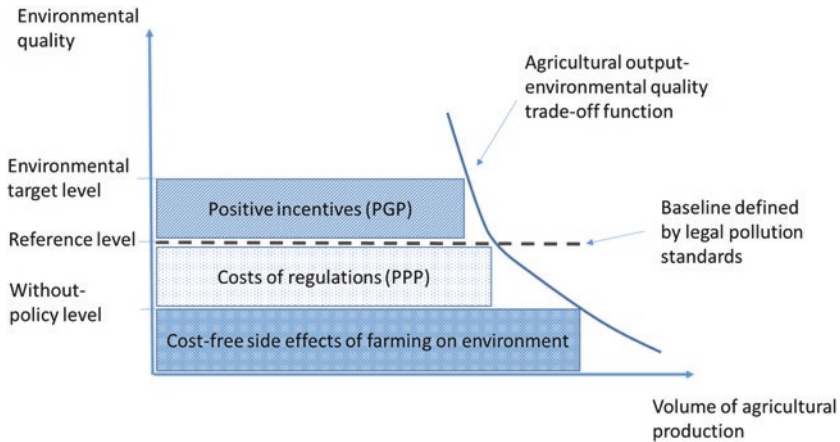 Environmental
quality
Agricultural output-
environmental quality
trade-off function
Environmental
target level
Positive incentives (PGP)
Reference level
Baseline defined
by legal pollution
standards
Costs of regulations (PPP)
Without-
policy level
Cost-free side effects of farming on environment
Volume of agricultural
production